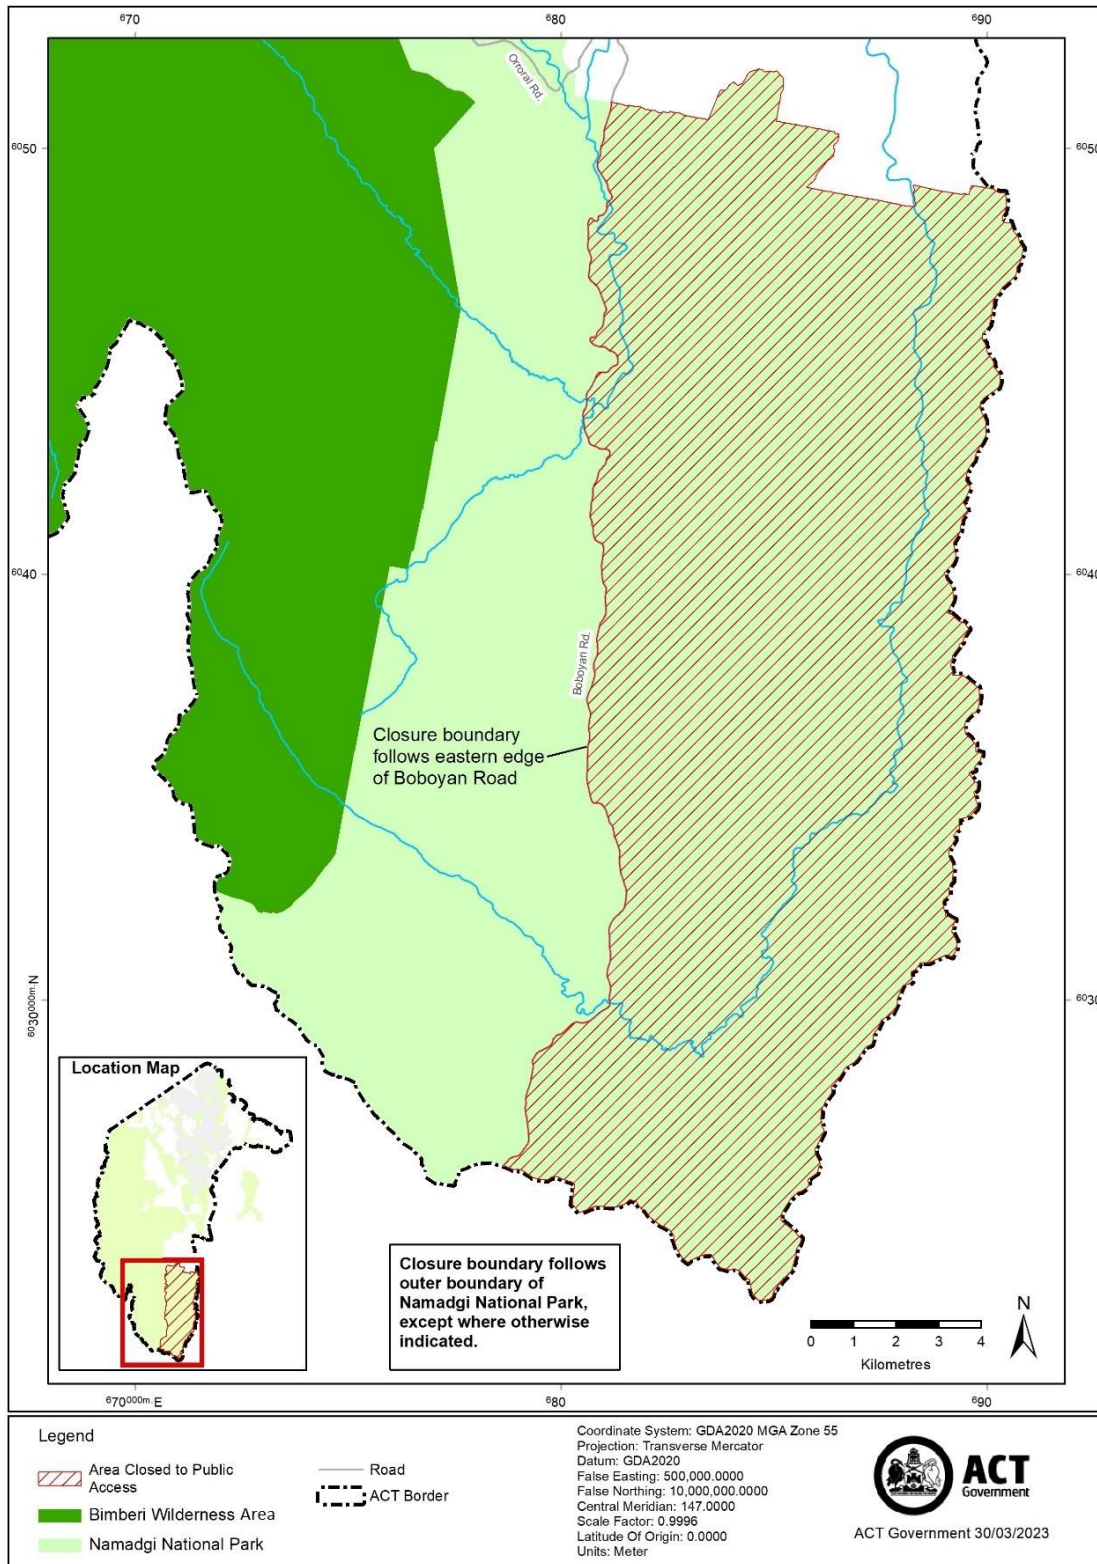 670
680
690
6050
6050
Orroral Rd.
6040
6040
Boboyan Rd.
Closure boundary
follows eastern edge
of Boboyan Road
6030000m. N
6030
Location Map
Closure boundary follows
outer boundary of
Namadgi National Park,
except where otherwise
indicated.
N
0 1 2 3 4
Kilometres
670000m. E
680
690
Legend
Area Closed to Public
Access
Bimberi Wilderness Area
Namadgi National Park
Road
ACT Border
Coordinate System: GDA2020 MGA Zone 55
Projection: Transverse Mercator
Datum: GDA2020
False Easting: 500,000.0000
False Northing: 10,000,000.0000
Central Meridian: 147.0000
Scale Factor: 0.9996
Latitude Of Origin: 0.0000
Units: Meter
ACT
Government
ACT Government 30/03/2023